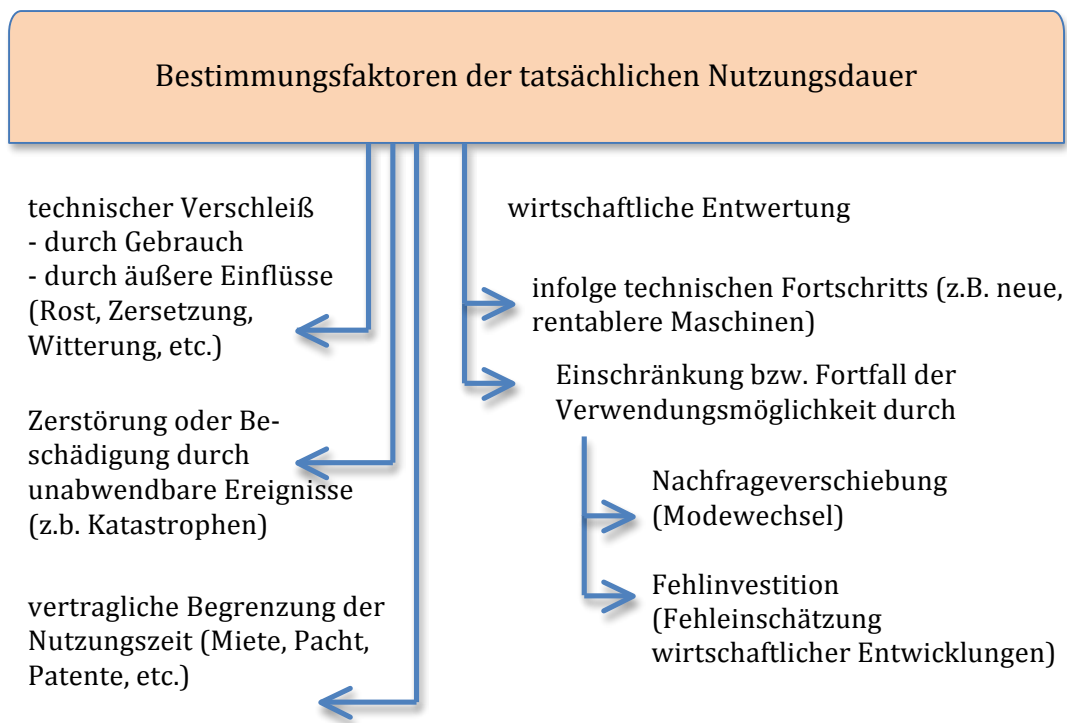 Bestimmungsfaktoren der tatsächlichen Nutzungsdauer
technischer Verschleiß
- durch Gebrauch
- durch äußere Einflüsse
(Rost, Zersetzung,
Witterung, etc.)
Zerstörung oder Be-
schädigung durch
unabwendbare Ereignisse
(z.b. Katastrophen)
vertragliche Begrenzung der
Nutzungszeit (Miete, Pacht,
Patente, etc.)
wirtschaftliche Entwertung
infolge technischen Fortschritts (z.B. neue,
rentablere Maschinen)
Einschränkung bzw. Fortfall der
Verwendungsmöglichkeit durch
Nachfrageverschiebung
(Modewechsel)
Fehlinvestition
(Fehleinschätzung
wirtschaftlicher Entwicklungen)